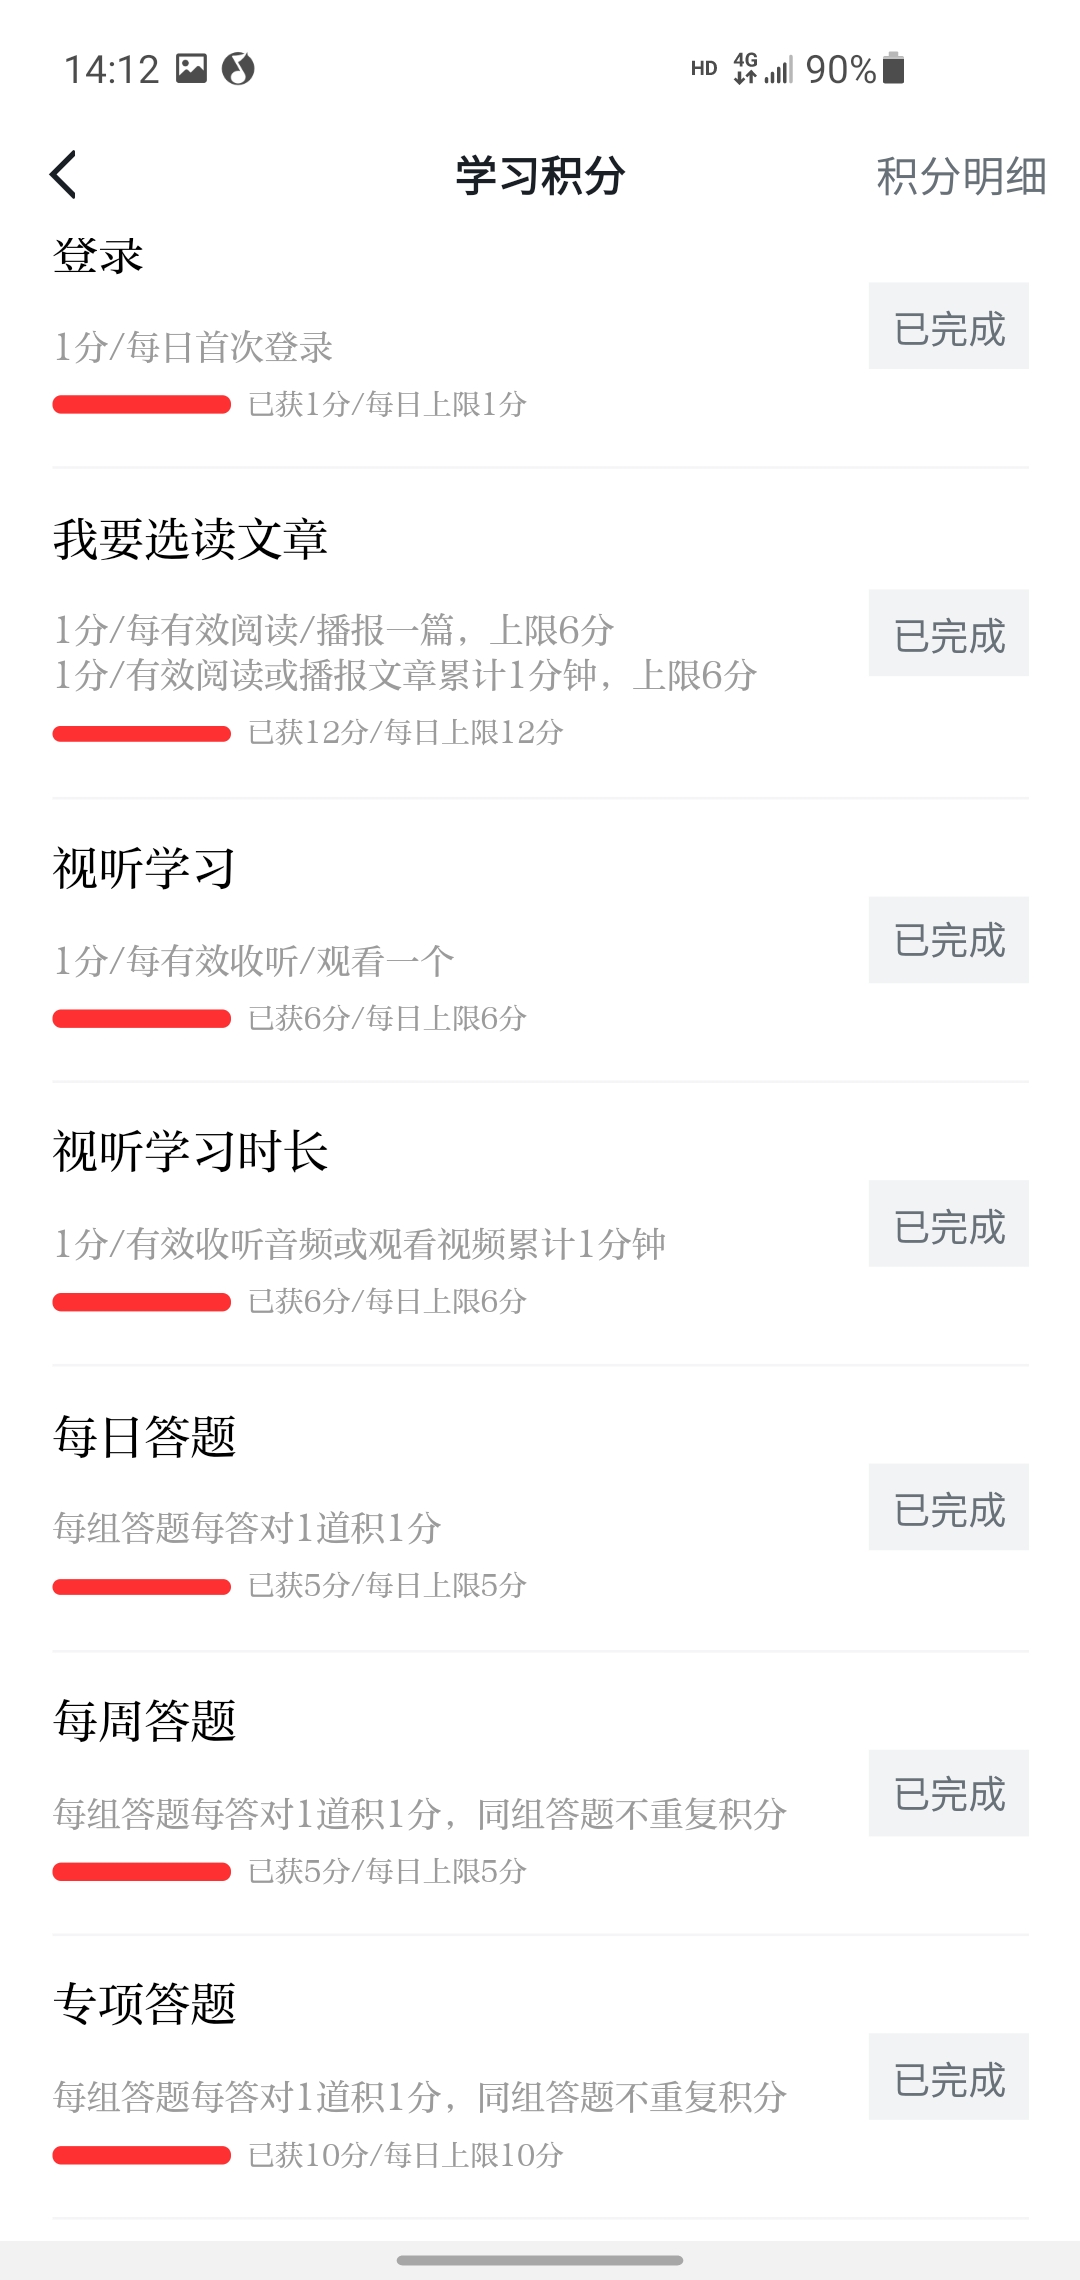 14:12 HD 4G 90%
学习积分 积分明细
登录
1分/每日首次登录
已完成
已获1分/每日上限1分
我要选读文章
1分/每有效阅读/播报一篇，上限6分
已完成
1分/有效阅读或播报文章累计1分钟，上限6分
已获12分/每日上限12分
视听学习
1分/每有效收听/观看一个
已完成
已获6分/每日上限6分
视听学习时长
1分/有效收听音频或观看视频累计1分钟
已完成
已获6分/每日上限6分
每日答题
每组答题每答对1道积1分
已完成
已获5分/每日上限5分
每周答题
每组答题每答对1道积1分，同组答题不重复积分
已完成
已获5分/每日上限5分
专项答题
每组答题每答对1道积1分，同组答题不重复积分
已完成
已获10分/每日上限10分